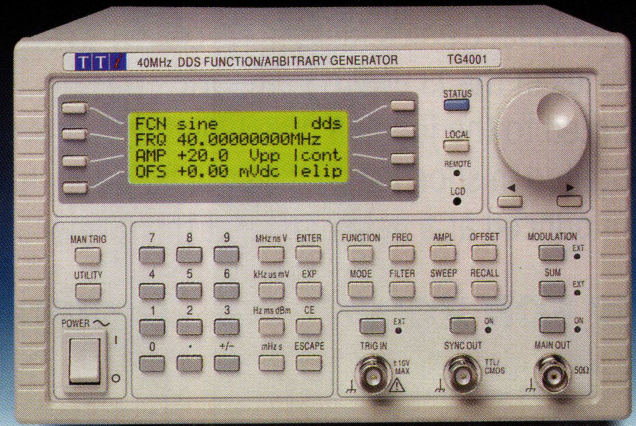 TTi 40MHz DDS FUNCTION/ARBITRARY GENERATOR TG4001
STATUS
FCN sine | dds
FRQ 40.00000000MHz
AMP +20.0 Vpp |cont
OFS +0.00 mVdc |elip
LOCAL
REMOTE
LCD
MAN TRIG
UTILITY
POWER
I
O
7 8 9 MHz ns V ENTER
4 5 6 kHz us mV EXP
1 2 3 Hz ms dBm CE
0 . +/− mHz s ESCAPE
FUNCTION FREQ AMPL OFFSET
MODE FILTER SWEEP RECALL
MODULATION
EXT
SUM
EXT
EXT ON ON
TRIG IN SYNC OUT MAIN OUT
±10V MAX
TTL/CMOS
50Ω